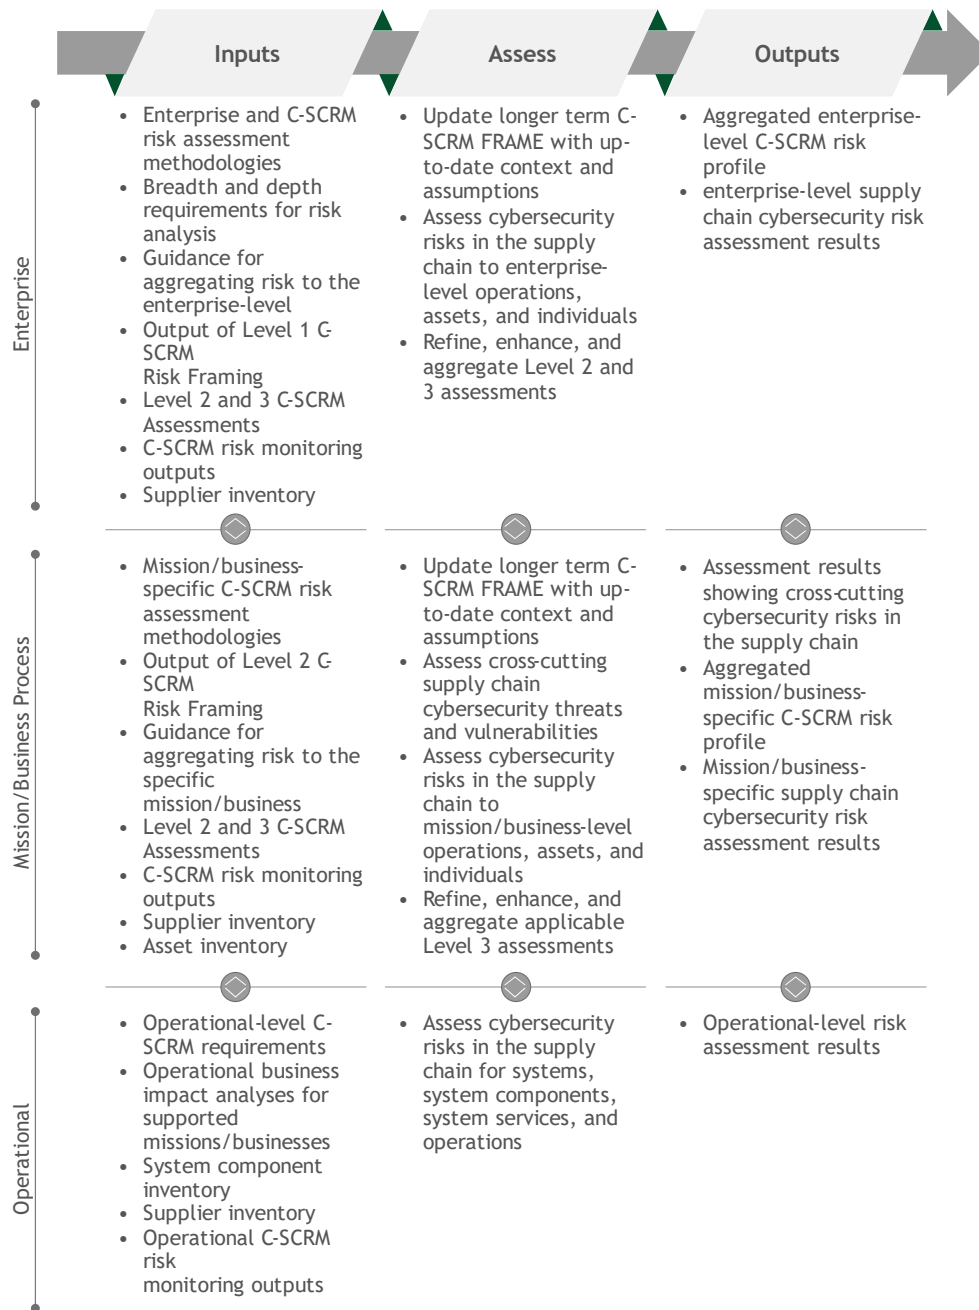 Inputs
Assess
Outputs
Enterprise
• Enterprise and C-SCRM
risk assessment
methodologies
• Breadth and depth
requirements for risk
analysis
• Guidance for
aggregating risk to the
enterprise-level
• Output of Level 1 C-
SCRM
Risk Framing
• Level 2 and 3 C-SCRM
Assessments
• C-SCRM risk monitoring
outputs
• Supplier inventory
• Update longer term C-
SCRM FRAME with up-
to-date context and
assumptions
• Assess cybersecurity
risks in the supply
chain to enterprise-
level operations,
assets, and individuals
• Refine, enhance, and
aggregate Level 2 and
3 assessments
• Aggregated enterprise-
level C-SCRM risk
profile
• enterprise-level supply
chain cybersecurity risk
assessment results
Mission/Business Process
• Mission/business-
specific C-SCRM risk
assessment
methodologies
• Output of Level 2 C-
SCRM
Risk Framing
• Guidance for
aggregating risk to the
specific
mission/business
• Level 2 and 3 C-SCRM
Assessments
• C-SCRM risk monitoring
outputs
• Supplier inventory
• Asset inventory
• Update longer term C-
SCRM FRAME with up-
to-date context and
assumptions
• Assess cross-cutting
supply chain
cybersecurity threats
and vulnerabilities
• Assess cybersecurity
risks in the supply
chain to
mission/business-level
operations, assets, and
individuals
• Refine, enhance, and
aggregate applicable
Level 3 assessments
• Assessment results
showing cross-cutting
cybersecurity risks in
the supply chain
• Aggregated
mission/business-
specific C-SCRM risk
profile
• Mission/business-
specific supply chain
cybersecurity risk
assessment results
Operational
• Operational-level C-
SCRM requirements
• Operational business
impact analyses for
supported
missions/businesses
• System component
inventory
• Supplier inventory
• Operational C-SCRM
risk
monitoring outputs
• Assess cybersecurity
risks in the supply
chain for systems,
system components,
system services, and
operations
• Operational-level risk
assessment results